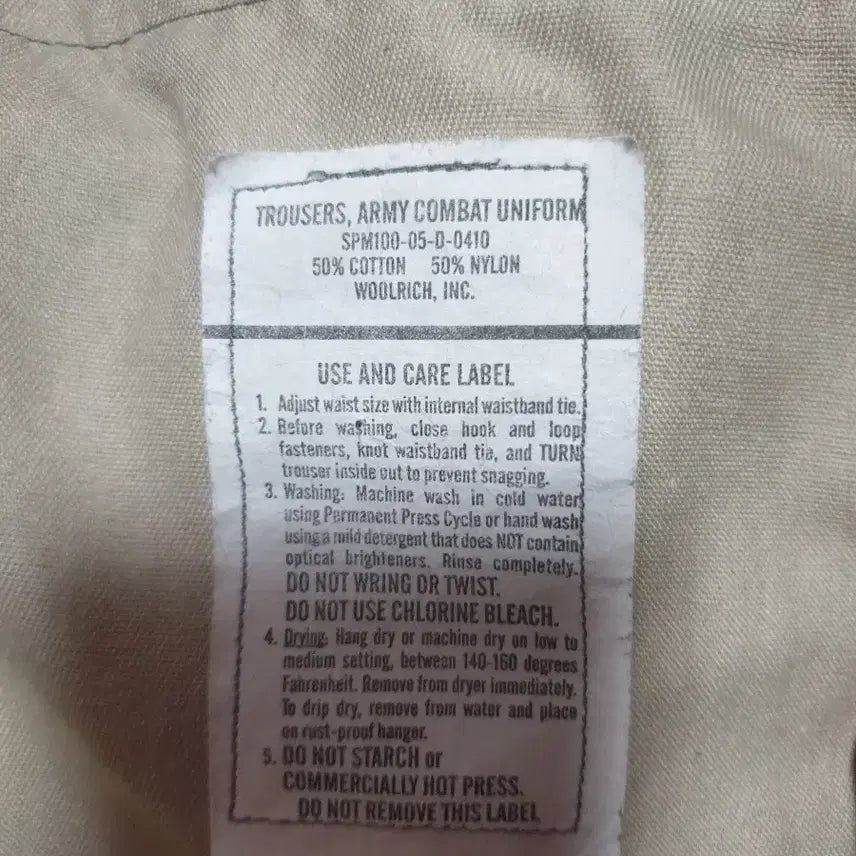 TROUSERS, ARMY COMBAT UNIFORM
SPM100-05-D-0410
50% COTTON 50% NYLON
WOOLRICH, INC.
USE AND CARE LABEL
1. Adjust waist size with internal waistband tie.
2. Before washing, close hook and loop
fasteners, knot waistband tie, and TURN
trouser inside out to prevent snagging.
3. Washing: Machine wash in cold water
using Permanent Press Cycle or hand wash
using a mild detergent that does NOT contain
optical brighteners. Rinse completely.
DO NOT WRING OR TWIST.
DO NOT USE CHLORINE BLEACH.
4. Drying: Hang dry or machine dry on low to
medium setting, between 140-160 degrees
Fahrenheit. Remove from dryer immediately.
To drip dry, remove from water and place
on rust-proof hanger.
5. DO NOT STARCH or
COMMERCIALLY HOT PRESS.
DO NOT REMOVE THIS LABEL